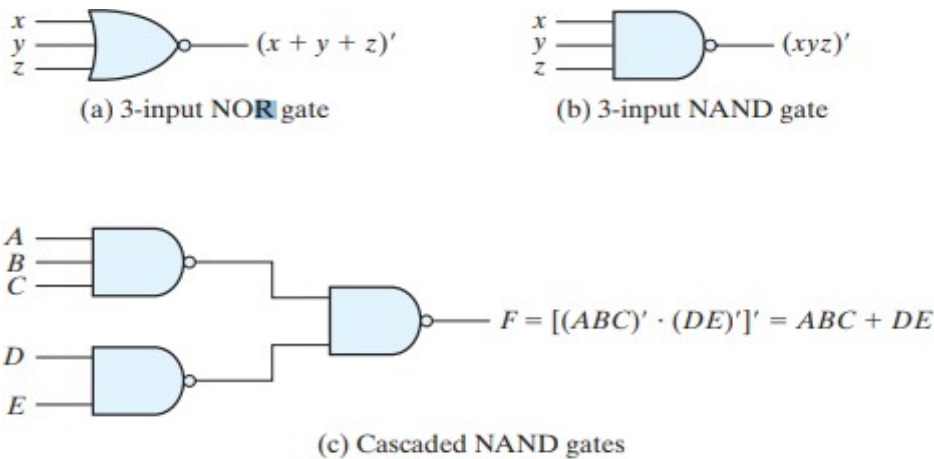 x
y
z
(x + y + z)′
(a) 3-input NOR gate
x
y
z
(xyz)′
(b) 3-input NAND gate
A
B
C
D
E
F = [(ABC)′ · (DE)′]′ = ABC + DE
(c) Cascaded NAND gates